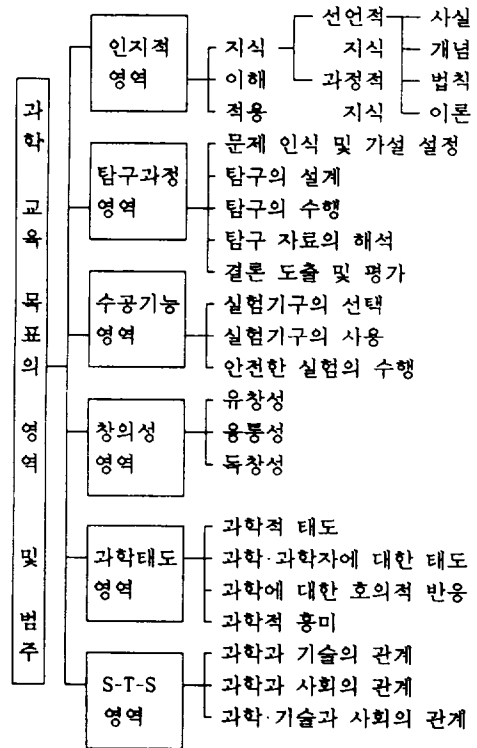 과학 교육 목표의 영역 및 범주
인지적
영역
지식
이해
적용
선언적
지식
과정적
지식
사실
개념
법칙
이론
탐구과정
영역
문제 인식 및 가설 설정
탐구의 설계
탐구의 수행
탐구 자료의 해석
결론 도출 및 평가
수공기능
영역
실험기구의 선택
실험기구의 사용
안전한 실험의 수행
창의성
영역
유창성
융통성
독창성
과학태도
영역
과학적 태도
과학·과학자에 대한 태도
과학에 대한 호의적 반응
과학적 흥미
S-T-S
영역
과학과 기술의 관계
과학과 사회의 관계
과학·기술과 사회의 관계